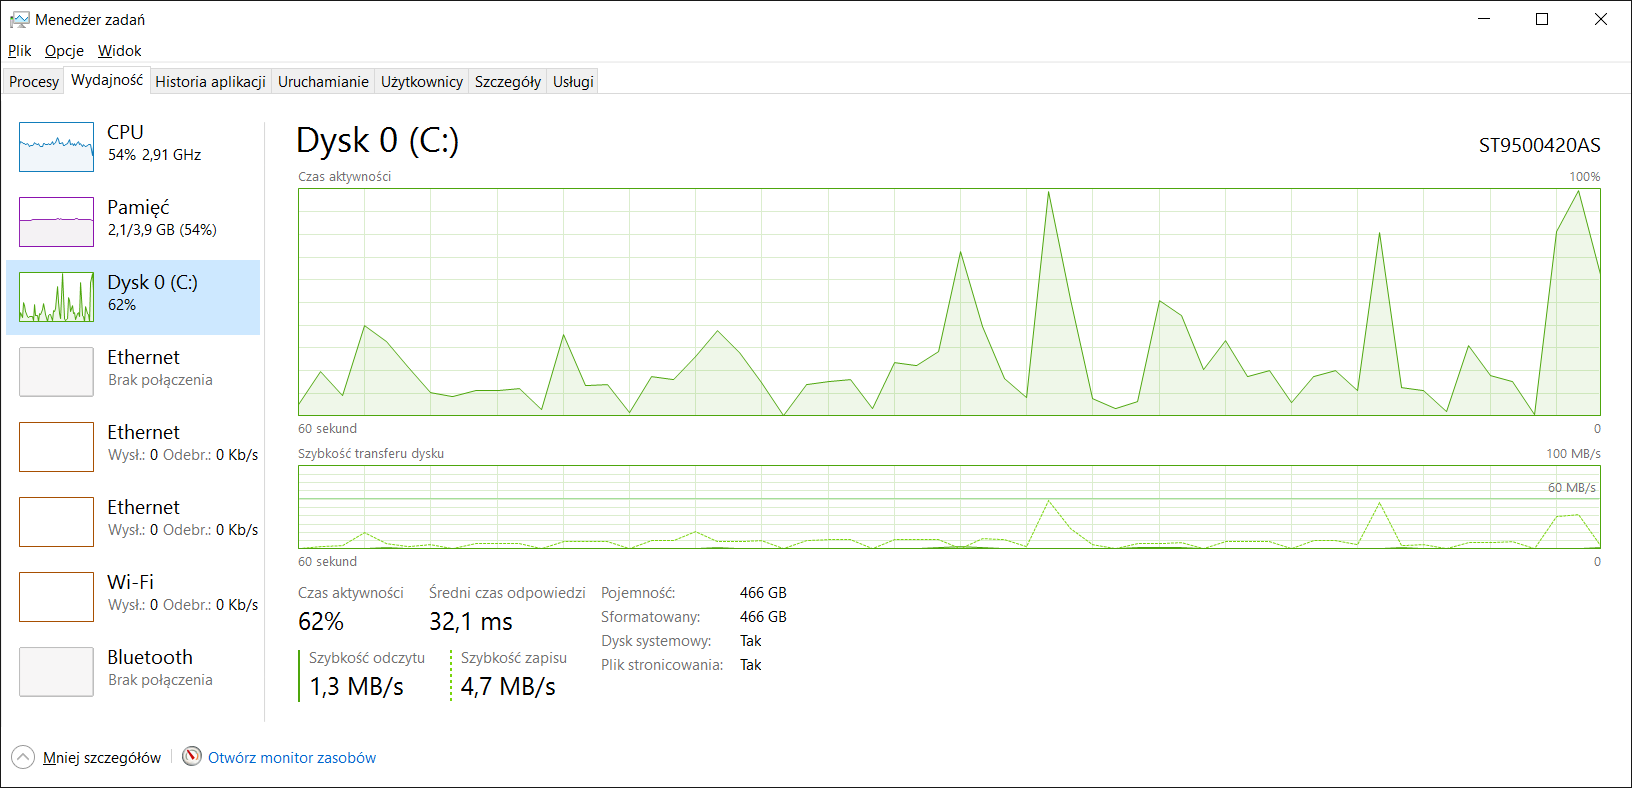 Menedżer zadań
Plik Opcje Widok
Procesy Wydajność Historia aplikacji Uruchamianie Użytkownicy Szczegóły Usługi
CPU
54% 2,91 GHz
Pamięć
2,1/3,9 GB (54%)
Dysk 0 (C:)
62%
Ethernet
Brak połączenia
Ethernet
Wysł.: 0 Odebr.: 0 Kb/s
Ethernet
Wysł.: 0 Odebr.: 0 Kb/s
Wi-Fi
Wysł.: 0 Odebr.: 0 Kb/s
Bluetooth
Brak połączenia
Dysk 0 (C:)
ST9500420AS
Czas aktywności 100%
60 sekund 0
Szybkość transferu dysku 100 MB/s
60 MB/s
60 sekund 0
Czas aktywności
62%
Średni czas odpowiedzi
32,1 ms
Szybkość odczytu
1,3 MB/s
Szybkość zapisu
4,7 MB/s
Pojemność: 466 GB
Sformatowany: 466 GB
Dysk systemowy: Tak
Plik stronicowania: Tak
Mniej szczegółów
Otwórz monitor zasobów